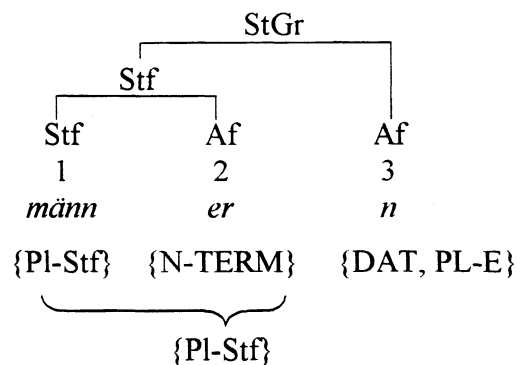 StGr
Stf
Stf Af Af
1 2 3
männ er n
{Pl-Stf} {N-TERM} {DAT, PL-E}
{Pl-Stf}